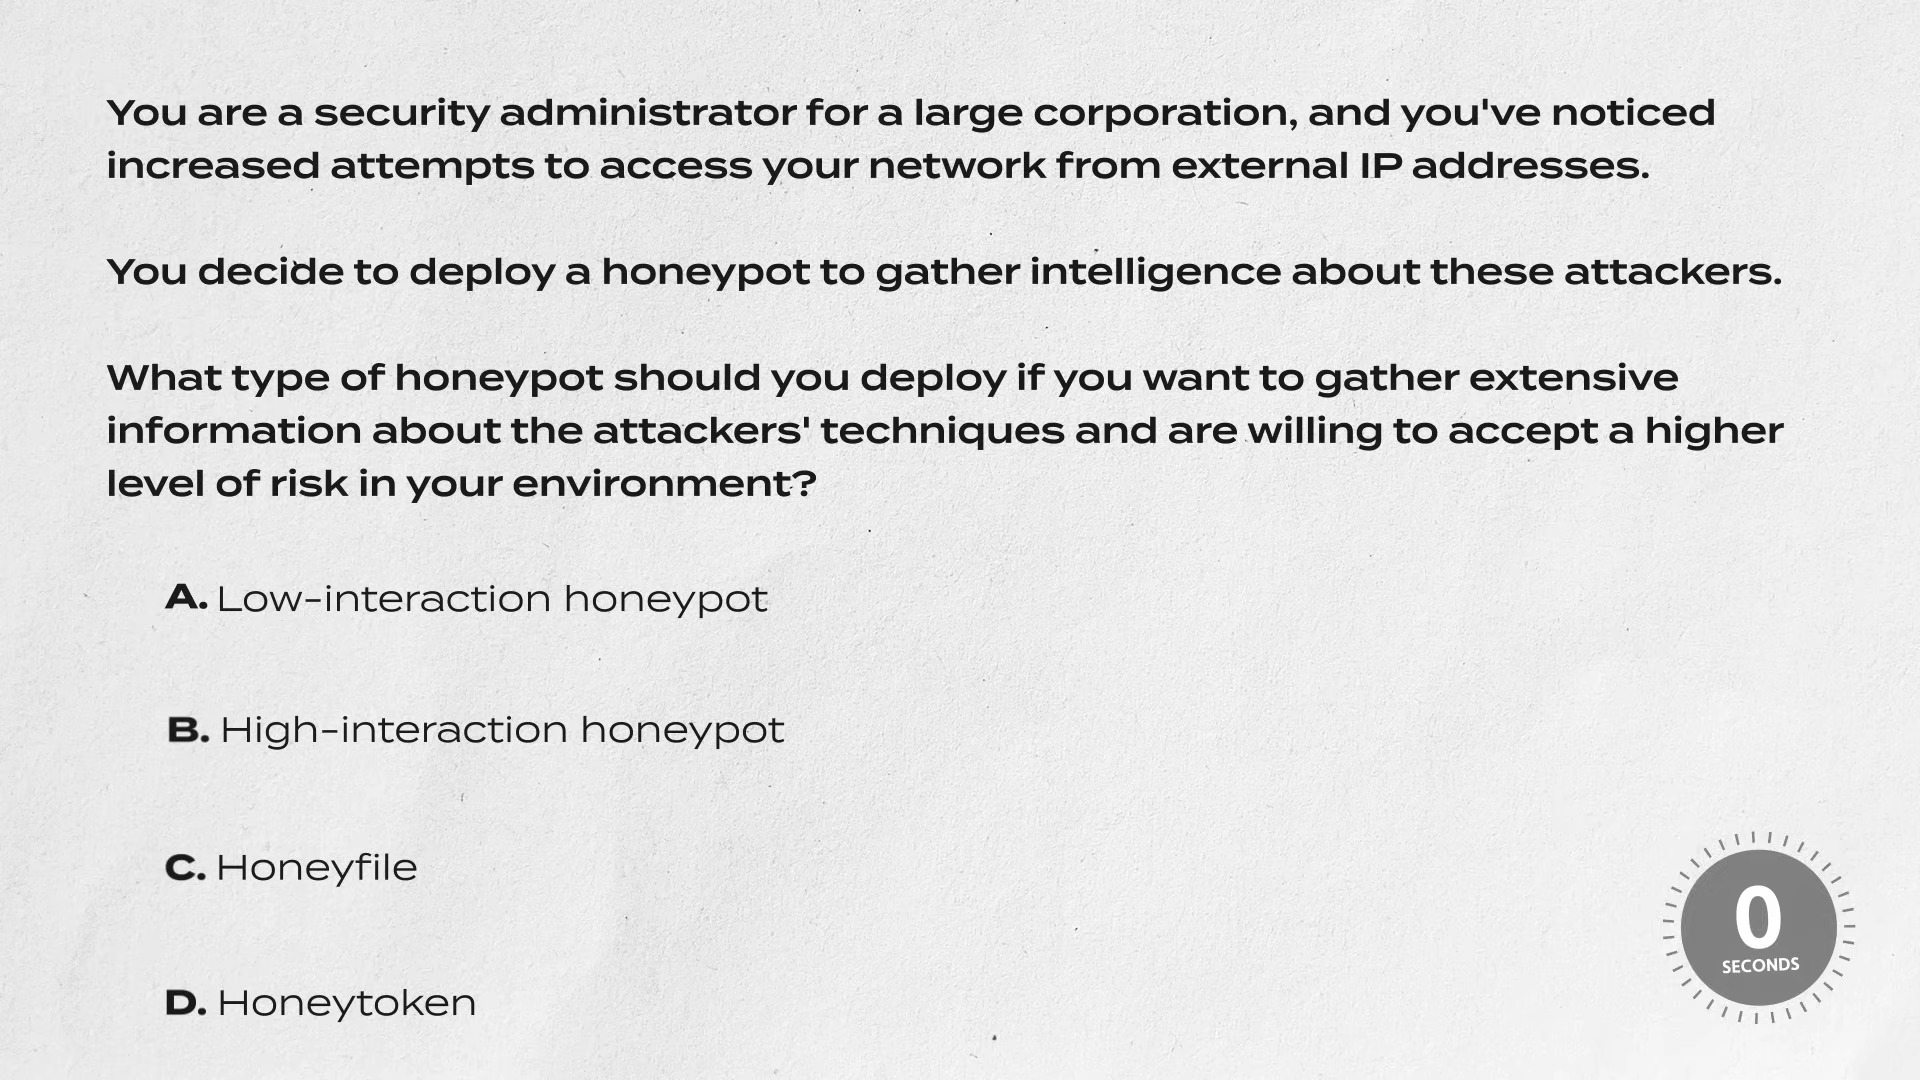 You are a security administrator for a large corporation, and you've noticed
increased attempts to access your network from external IP addresses.
You decide to deploy a honeypot to gather intelligence about these attackers.
What type of honeypot should you deploy if you want to gather extensive
information about the attackers' techniques and are willing to accept a higher
level of risk in your environment?
A. Low-interaction honeypot
B. High-interaction honeypot
C. Honeyfile
D. Honeytoken
0
SECONDS